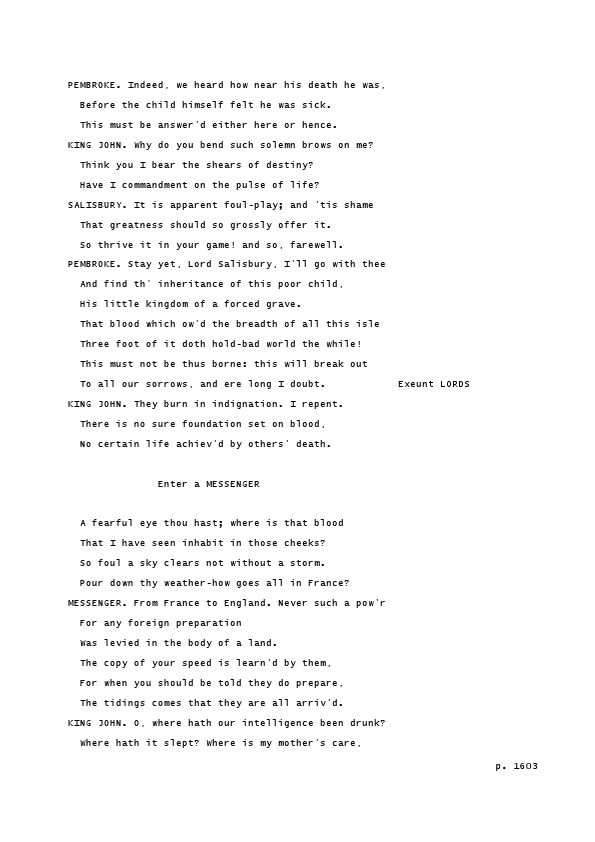 PEMBROKE. Indeed, we heard how near his death he was,
Before the child himself felt he was sick.
This must be answer'd either here or hence.
KING JOHN. Why do you bend such solemn brows on me?
Think you I bear the shears of destiny?
Have I commandment on the pulse of life?
SALISBURY. It is apparent foul-play; and 'tis shame
That greatness should so grossly offer it.
So thrive it in your game! and so, farewell.
PEMBROKE. Stay yet, Lord Salisbury, I'll go with thee
And find th' inheritance of this poor child,
His little kingdom of a forced grave.
That blood which ow'd the breadth of all this isle
Three foot of it doth hold-bad world the while!
This must not be thus borne: this will break out
To all our sorrows, and ere long I doubt. Exeunt LORDS
KING JOHN. They burn in indignation. I repent.
There is no sure foundation set on blood,
No certain life achiev'd by others' death.
Enter a MESSENGER
A fearful eye thou hast; where is that blood
That I have seen inhabit in those cheeks?
So foul a sky clears not without a storm.
Pour down thy weather-how goes all in France?
MESSENGER. From France to England. Never such a pow'r
For any foreign preparation
Was levied in the body of a land.
The copy of your speed is learn'd by them,
For when you should be told they do prepare,
The tidings comes that they are all arriv'd.
KING JOHN. O, where hath our intelligence been drunk?
Where hath it slept? Where is my mother's care,
p. 1603